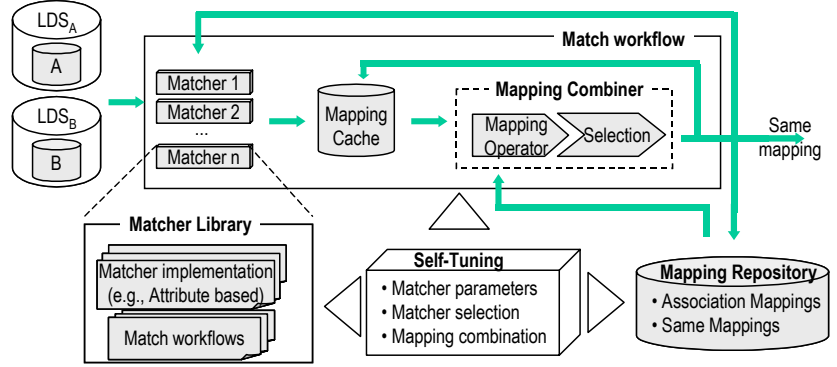 LDSA
A
LDSB
B
Match workflow
Matcher 1
Matcher 2
...
Matcher n
Mapping
Cache
Mapping Combiner
Mapping
Operator
Selection
Same
mapping
Matcher Library
Matcher implementation
(e.g., Attribute based)
Match workflows
Self-Tuning
• Matcher parameters
• Matcher selection
• Mapping combination
Mapping Repository
• Association Mappings
• Same Mappings